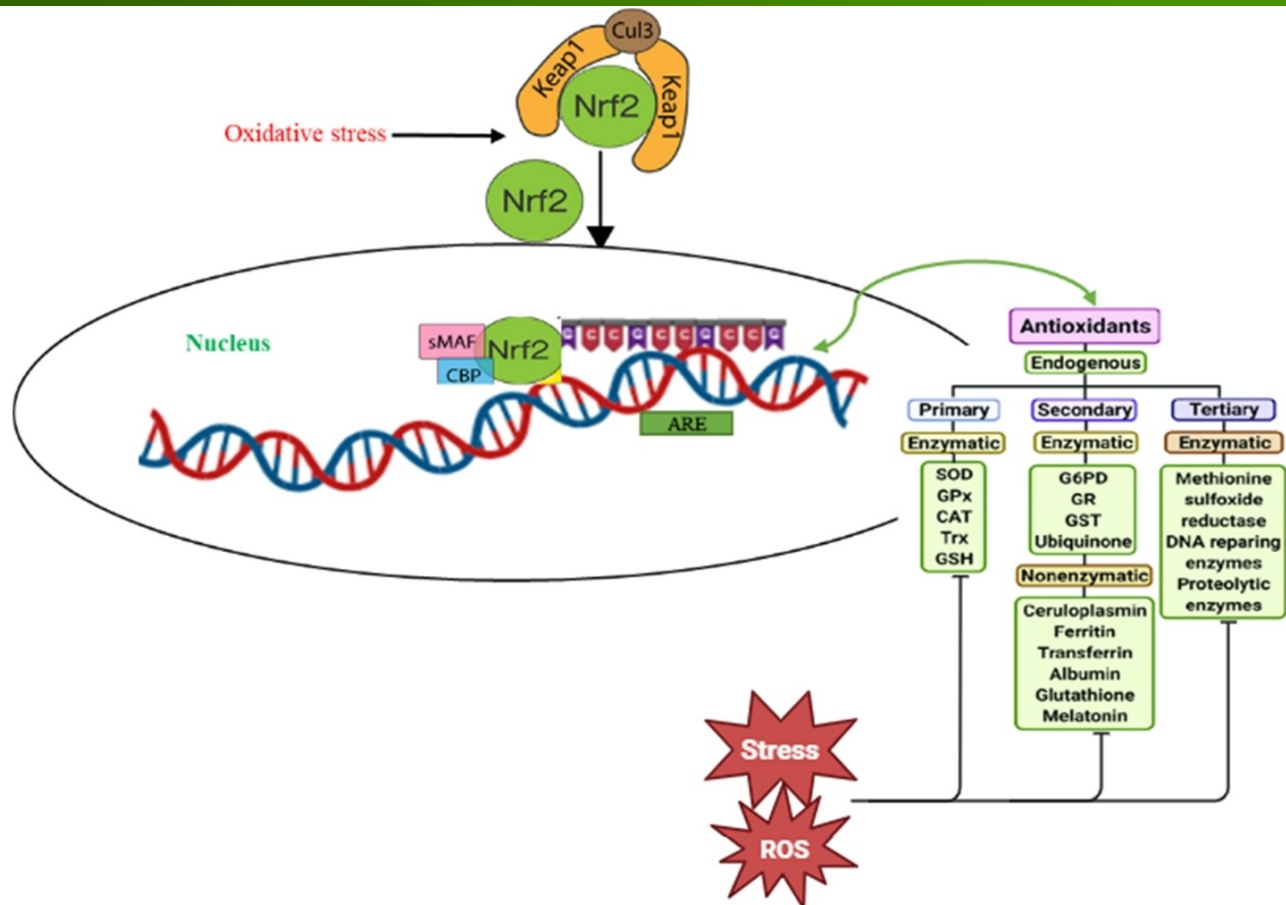 Cul3
Keap1
Nrf2
Keap1
Oxidative stress
Nrf2
Nucleus
sMAF
Nrf2
CBP
G C C G C C G C C G
ARE
Antioxidants
Endogenous
Primary
Enzymatic
SOD
GPx
CAT
Trx
GSH
Secondary
Enzymatic
G6PD
GR
GST
Ubiquinone
Nonenzymatic
Ceruloplasmin
Ferritin
Transferrin
Albumin
Glutathione
Melatonin
Tertiary
Enzymatic
Methionine
sulfoxide
reductase
DNA reparing
enzymes
Proteolytic
enzymes
Stress
ROS